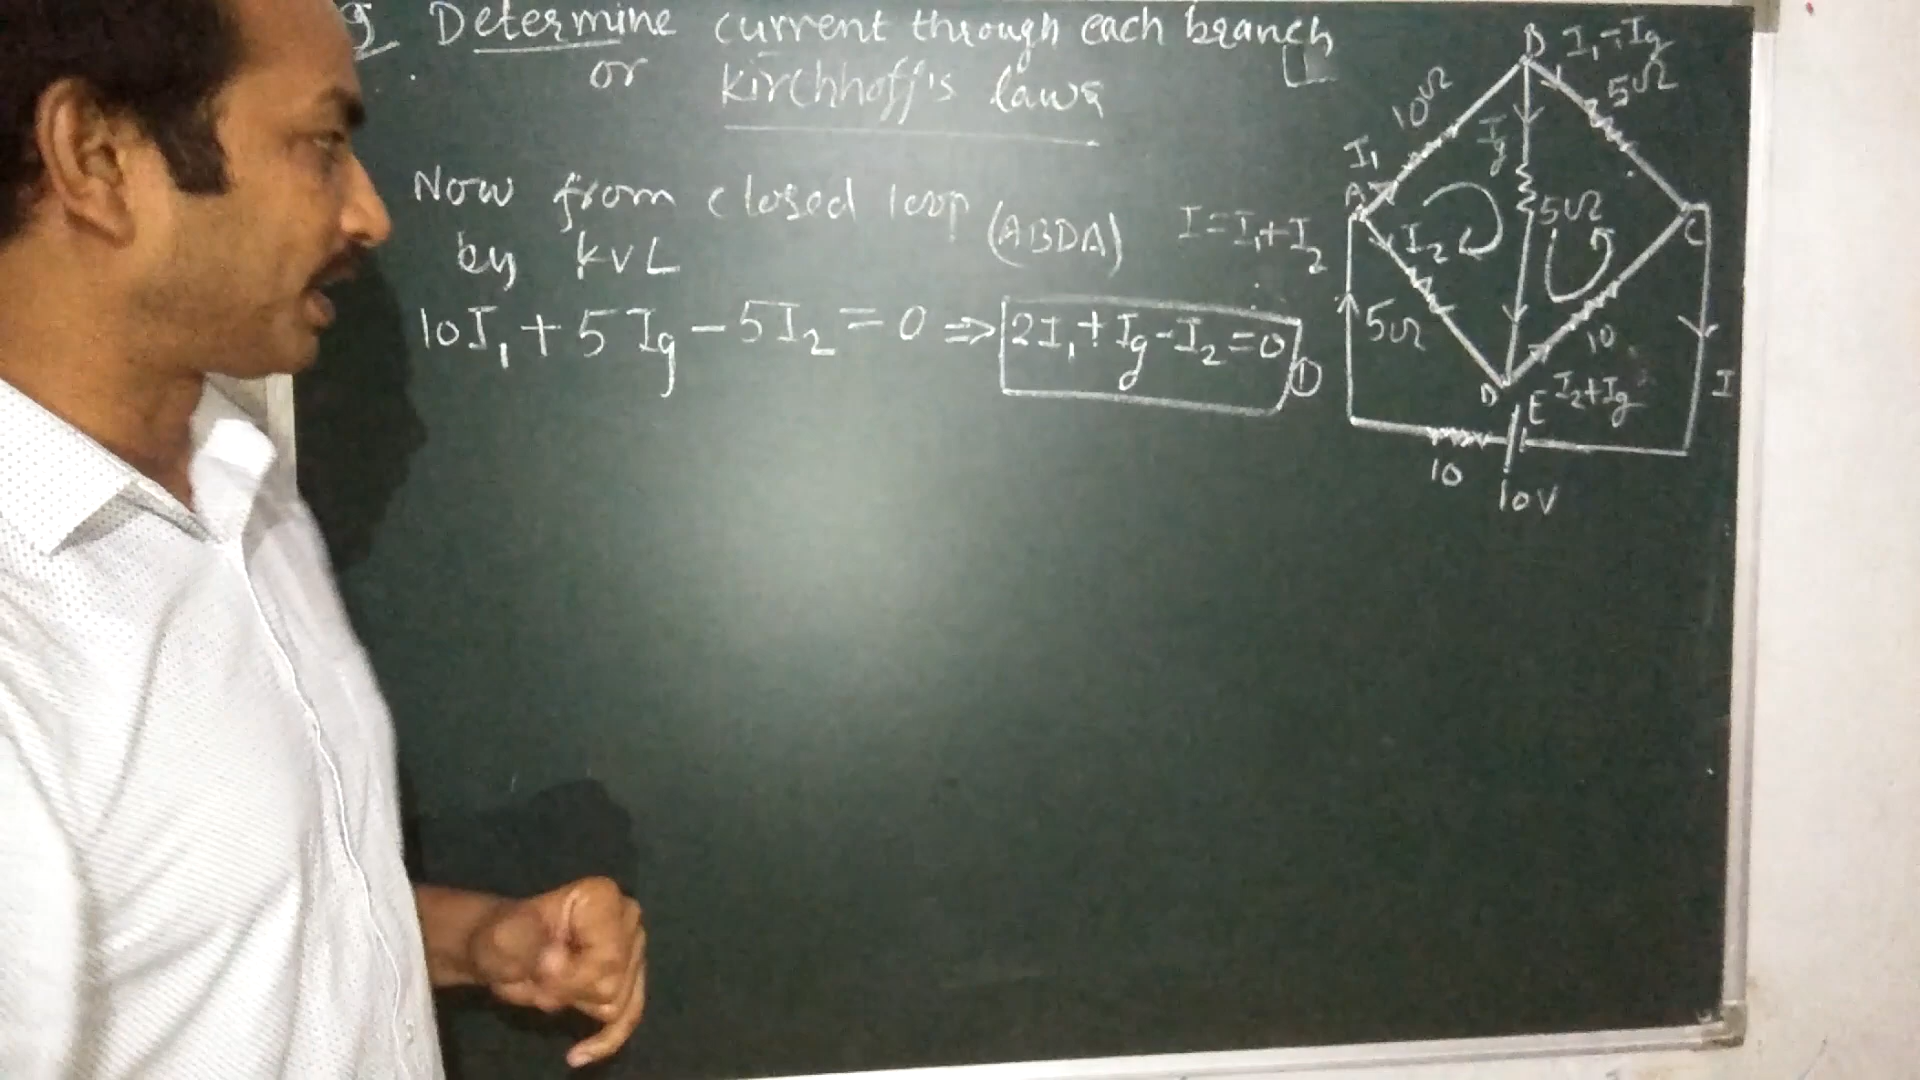 9 Determine current through each branch
or Kirchhoff's laws
Now from closed loop (ABDA)
by KVL
10I₁ + 5Ig - 5I₂ = 0 ⇒ 2I₁ + Ig - I₂ = 0 ①
I = I₁ + I₂
B I₁ - Ig
10Ω
5Ω
I₁
Ig
A
I₂
5Ω
C
5Ω
10
D
E I₂+Ig
I
10
10V